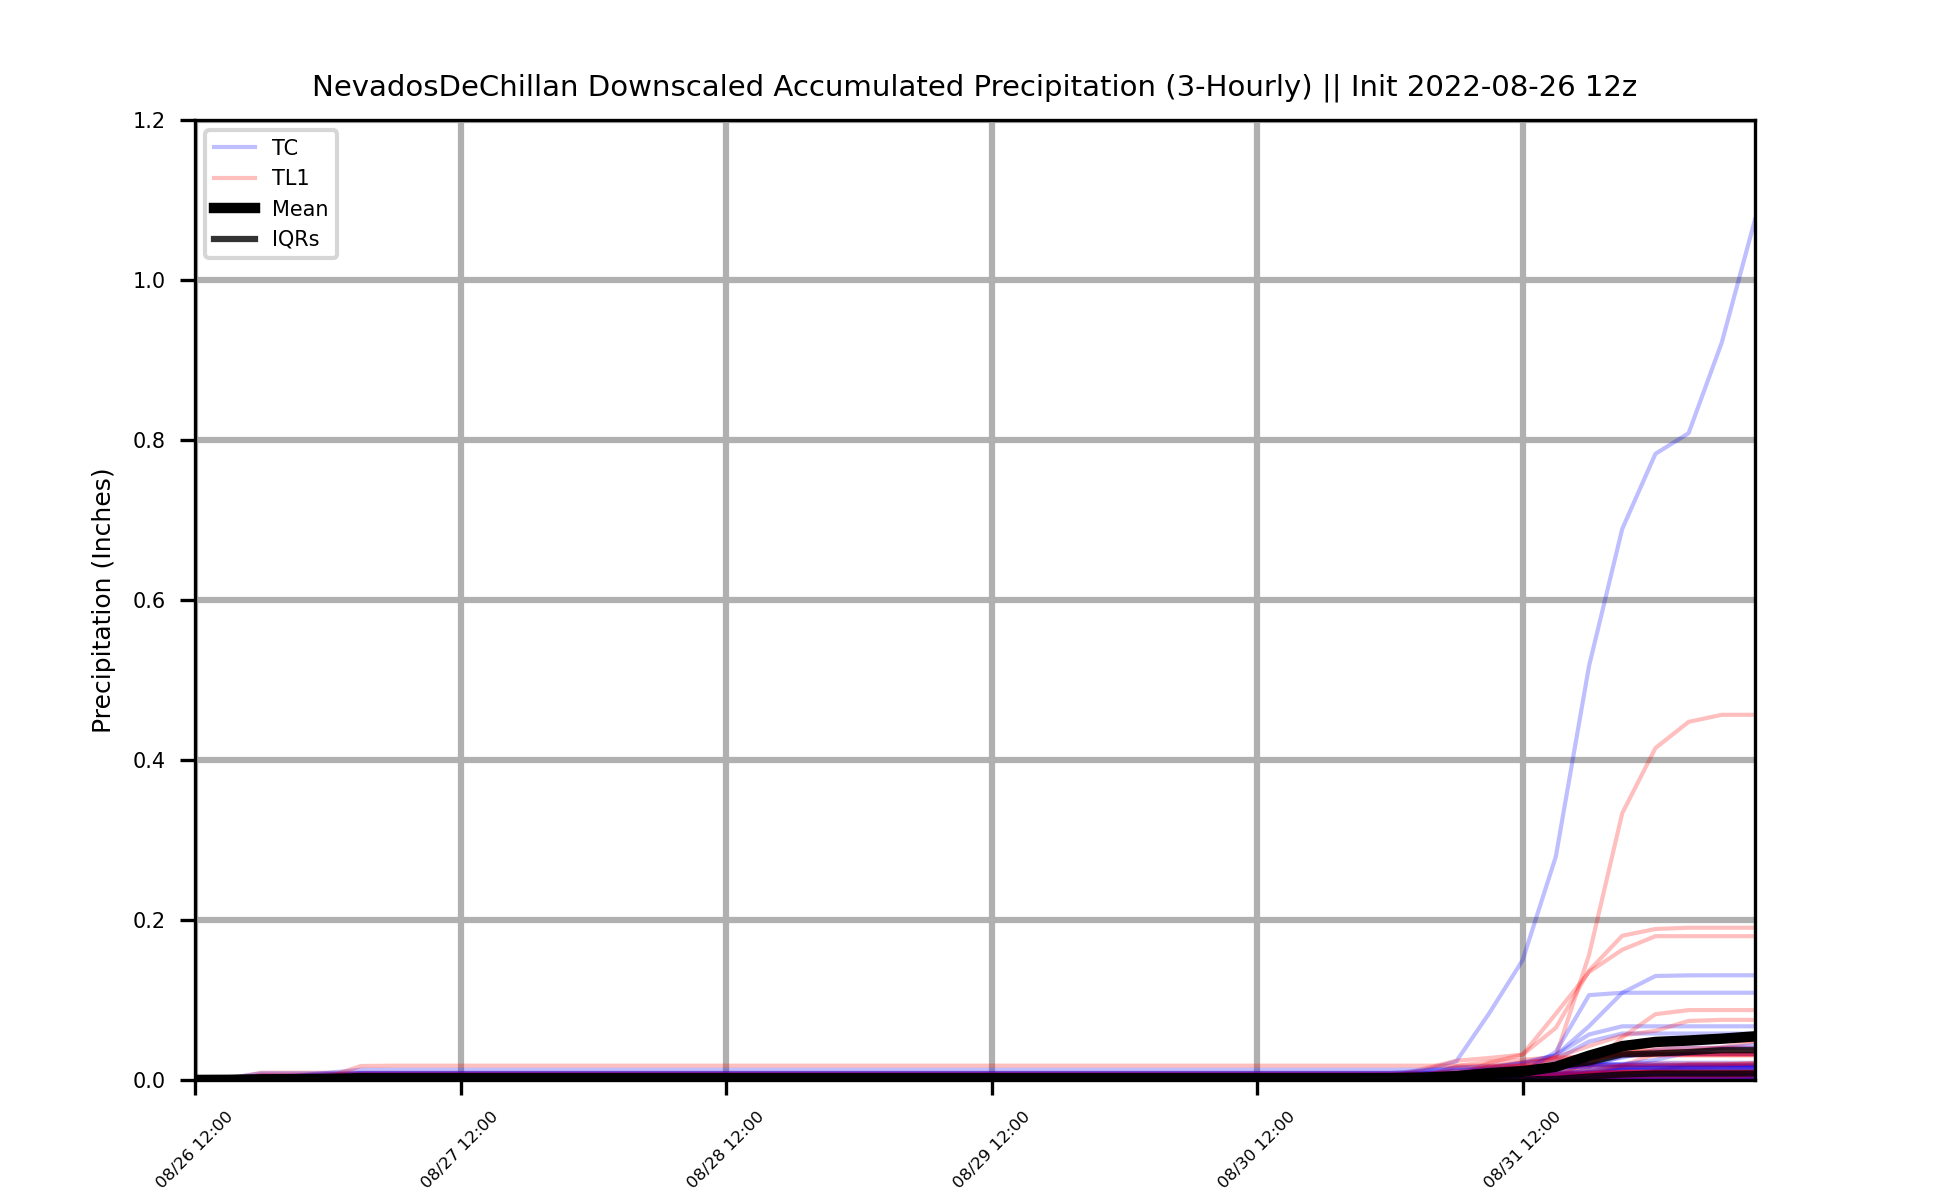 NevadosDeChillan Downscaled Accumulated Precipitation (3-Hourly) || Init 2022-08-26 12z
TC
TL1
Mean
IQRs
Precipitation (Inches)
1.2
1.0
0.8
0.6
0.4
0.2
0.0
08/26 12:00
08/27 12:00
08/28 12:00
08/29 12:00
08/30 12:00
08/31 12:00